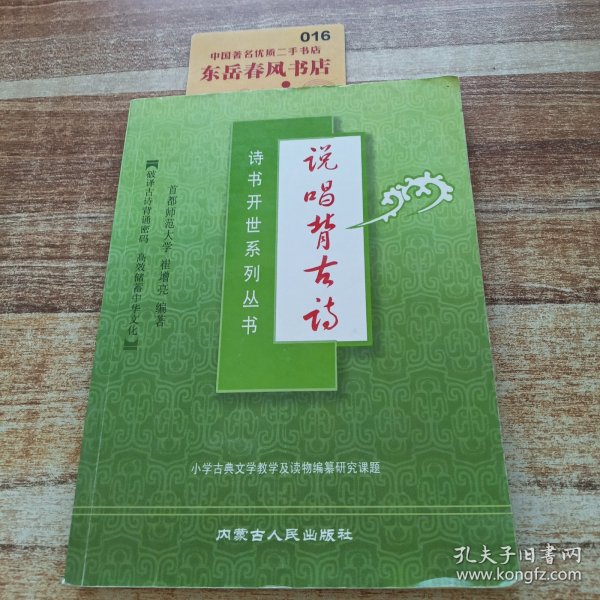 016
中国著名优质二手书店
东岳春风书店
说唱背古诗
诗书开世系列丛书
首都师范大学 崔增亮 编著
【破译古诗背诵密码 高效储蓄中华文化】
小学古典文学教学及读物编纂研究课题
内蒙古人民出版社
孔夫子旧书网
www.kongfz.com